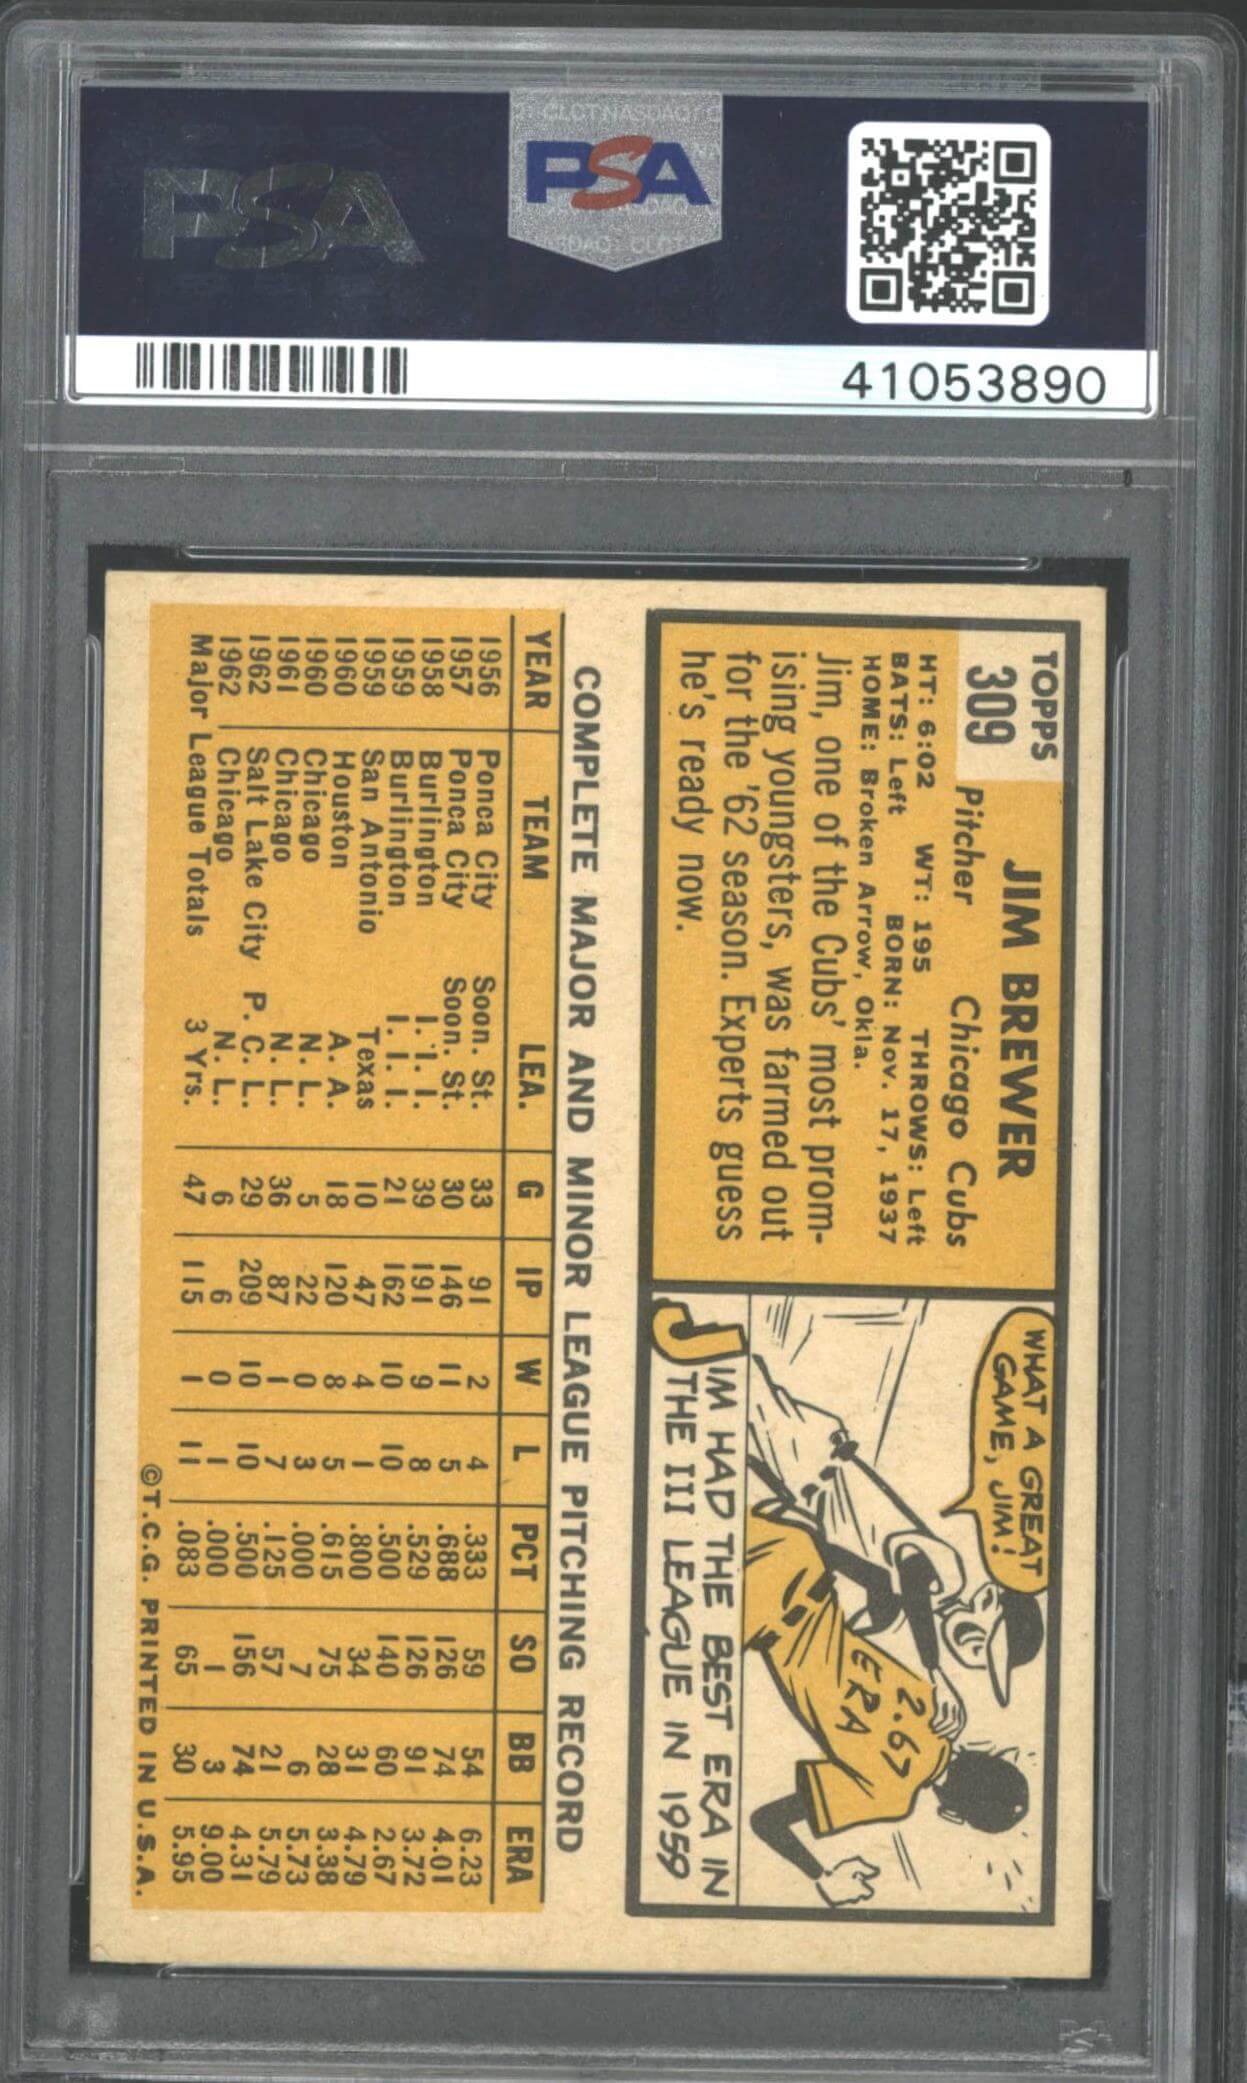 PSA
PSA
41053890
TOPPS
309
JIM BREWER
Pitcher Chicago Cubs
HT: 6:02 WT: 195 THROWS: Left
BATS: Left BORN: Nov. 17, 1937
HOME: Broken Arrow, Okla.
Jim, one of the Cubs' most prom-
ising youngsters, was farmed out
for the '62 season. Experts guess
he's ready now.
WHAT A GREAT
GAME, JIM!
2.67
ERA
JIM HAD THE BEST ERA IN
THE III LEAGUE IN 1959
COMPLETE MAJOR AND MINOR LEAGUE PITCHING RECORD
YEAR TEAM LEA. G IP W L PCT SO BB ERA
1956 Ponca City Soon. St. 33 91 2 4 .333 59 54 6.23
1957 Ponca City Soon. St. 30 146 11 5 .688 126 74 4.01
1958 Burlington I. I. I. 39 191 9 8 .529 126 91 3.72
1959 Burlington I. I. I. 21 162 10 10 .500 140 60 2.67
1959 San Antonio Texas 10 47 4 1 .800 34 31 4.79
1960 Houston A. A. 18 120 8 5 .615 75 28 3.38
1960 Chicago N. L. 5 22 0 3 .000 7 6 5.73
1961 Chicago N. L. 36 87 1 7 .125 57 21 5.79
1962 Salt Lake City P. C. L. 29 209 10 10 .500 156 74 4.31
1962 Chicago N. L. 6 6 0 1 .000 1 3 9.00
Major League Totals 3 Yrs. 47 115 1 11 .083 65 30 5.95
©T.C.G. PRINTED IN U.S.A.